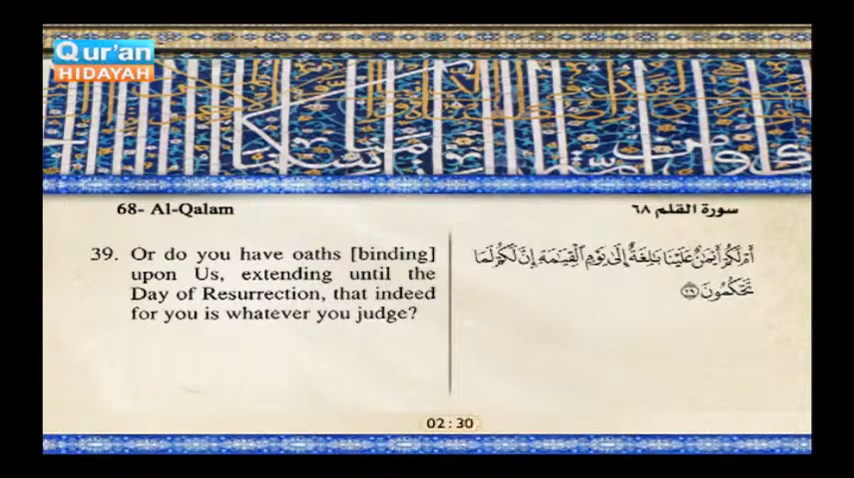 Qur'an
HIDAYAH
68- Al-Qalam
سورة القلم ٦٨
39. Or do you have oaths [binding]
upon Us, extending until the
Day of Resurrection, that indeed
for you is whatever you judge?
أَمْ لَكُمْ أَيْمَٰنٌ عَلَيْنَا بَٰلِغَةٌ إِلَىٰ يَوْمِ ٱلْقِيَٰمَةِ إِنَّ لَكُمْ لَمَا
تَحْكُمُونَ ٣٩
02:30